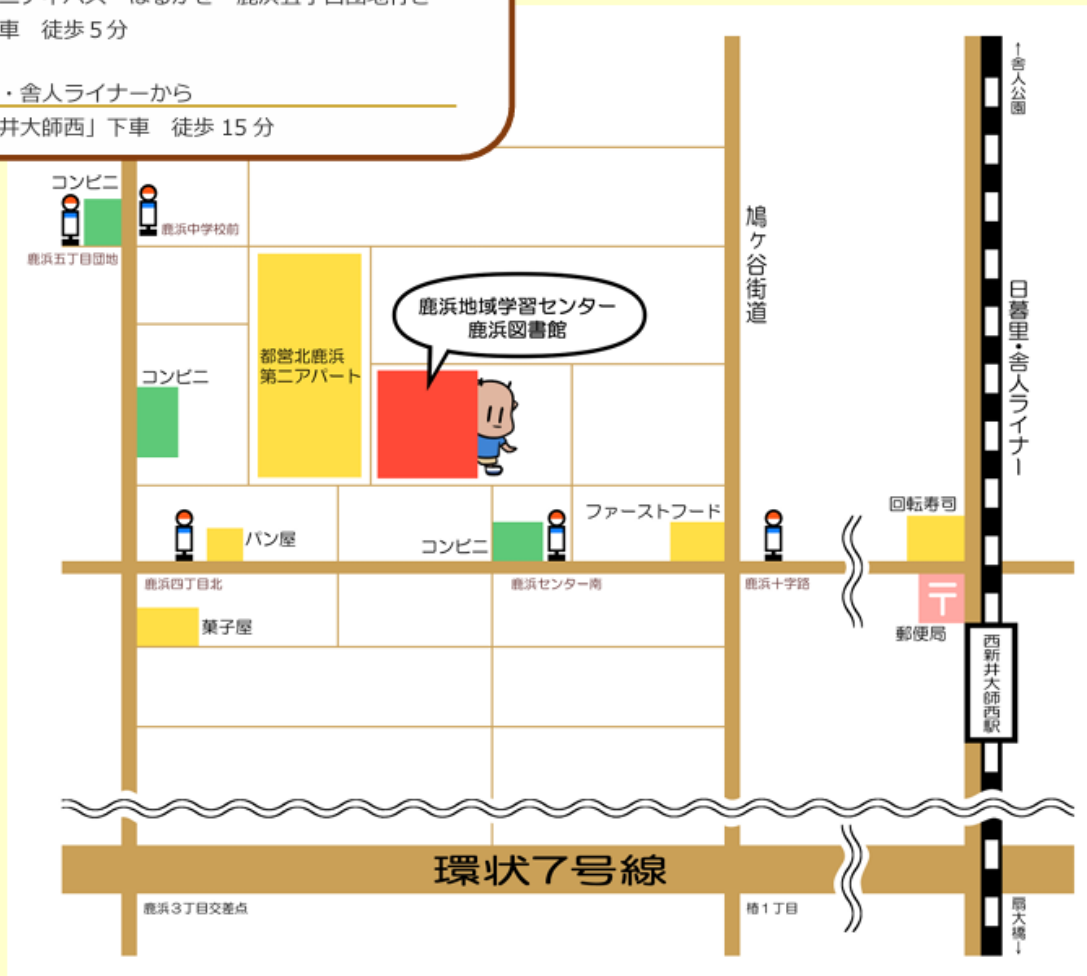 車 徒歩5分
・舎人ライナーから
井大師西」下車 徒歩 15 分
↑舎人公園
コンビニ
鹿浜中学校前
鹿浜五丁目団地
鳩ヶ谷街道
日暮里・舎人ライナー
鹿浜地域学習センター
鹿浜図書館
都営北鹿浜
第二アパート
コンビニ
回転寿司
ファーストフード
パン屋
コンビニ
鹿浜四丁目北
鹿浜センター南
鹿浜十字路
〒
菓子屋
郵便局
西新井大師西駅
環状7号線
鹿浜3丁目交差点
椿1丁目
扇大橋↓